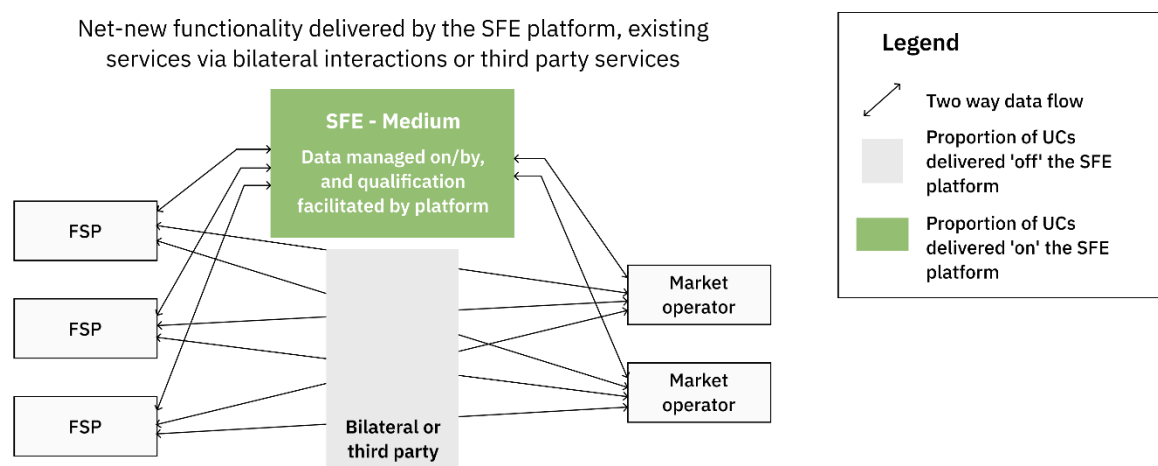 Net-new functionality delivered by the SFE platform, existing
services via bilateral interactions or third party services
SFE - Medium
Data managed on/by,
and qualification
facilitated by platform
FSP
FSP
FSP
Bilateral or
third party
Market
operator
Market
operator
Legend
Two way data flow
Proportion of UCs
delivered 'off' the SFE
platform
Proportion of UCs
delivered 'on' the SFE
platform